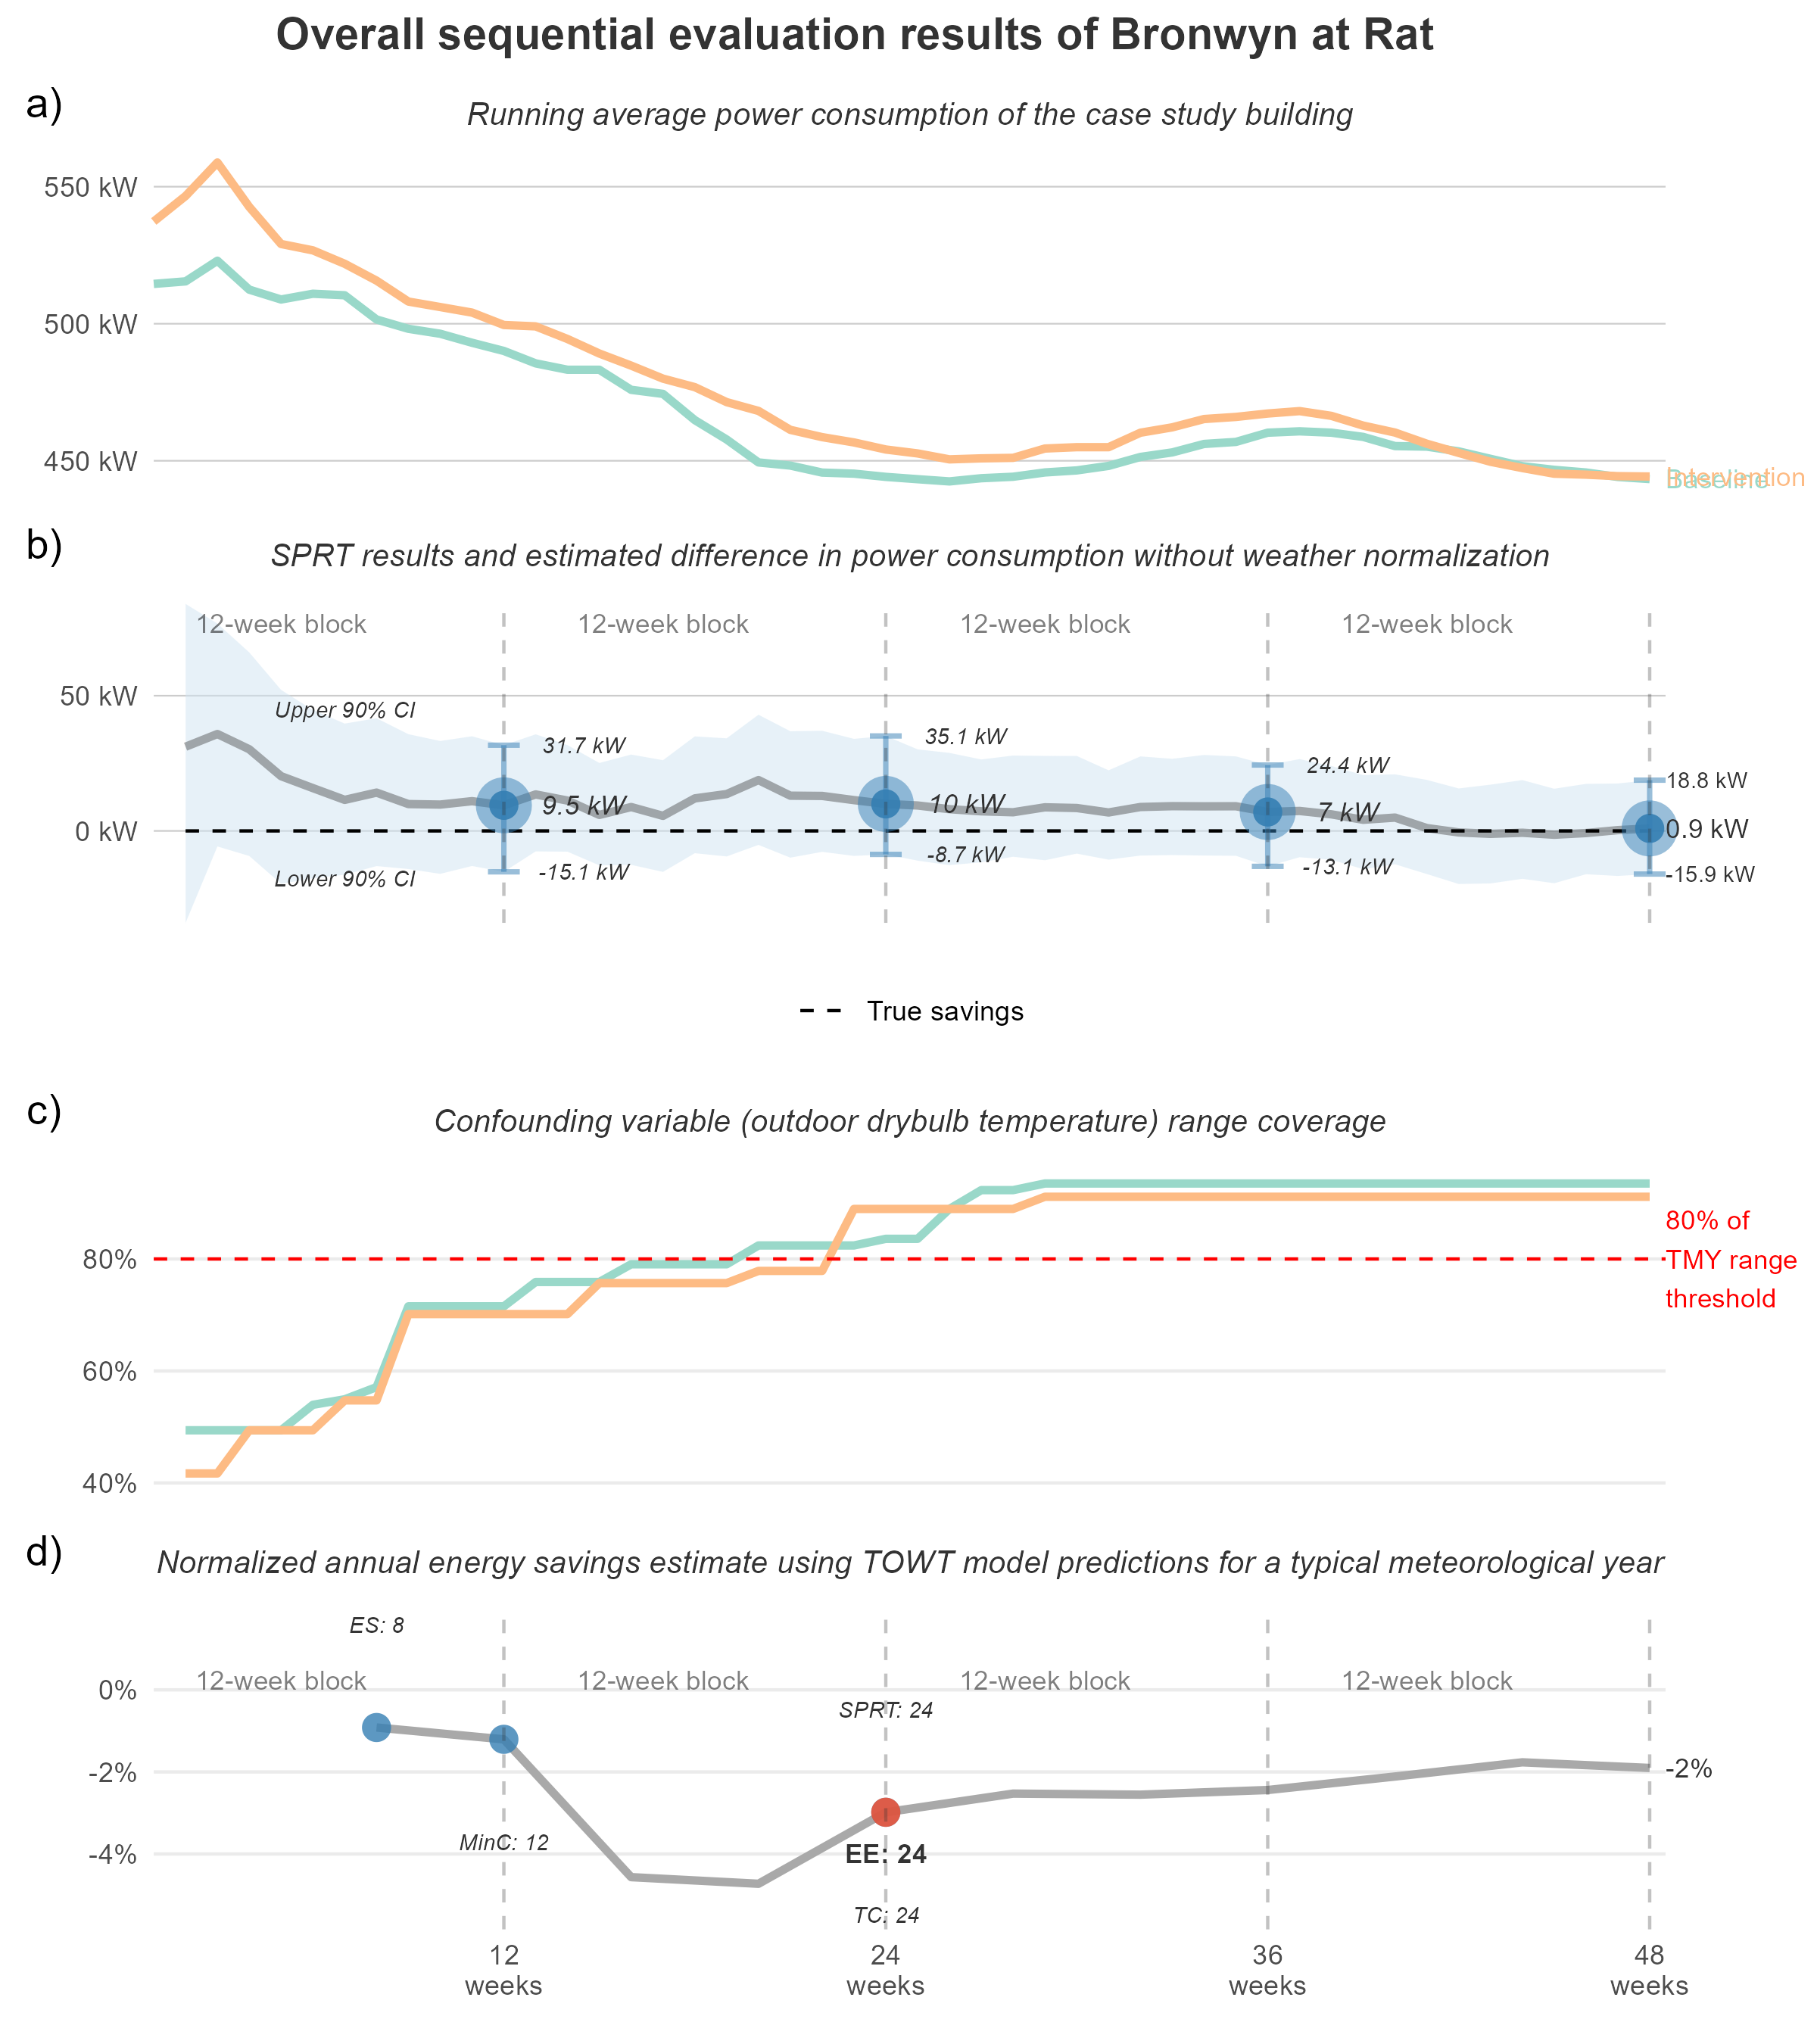 Overall sequential evaluation results of Bronwyn at Rat
a)
Running average power consumption of the case study building
550 kW
500 kW
450 kW
Intervention
Baseline
b)
SPRT results and estimated difference in power consumption without weather normalization
12-week block
12-week block
12-week block
12-week block
50 kW
0 kW
Upper 90% CI
Lower 90% CI
31.7 kW
9.5 kW
-15.1 kW
35.1 kW
10 kW
-8.7 kW
24.4 kW
7 kW
-13.1 kW
18.8 kW
0.9 kW
-15.9 kW
True savings
c)
Confounding variable (outdoor drybulb temperature) range coverage
80%
60%
40%
80% of
TMY range
threshold
d)
Normalized annual energy savings estimate using TOWT model predictions for a typical meteorological year
ES: 8
12-week block
12-week block
12-week block
12-week block
0%
-2%
-4%
SPRT: 24
-2%
MinC: 12
EE: 24
TC: 24
12
weeks
24
weeks
36
weeks
48
weeks